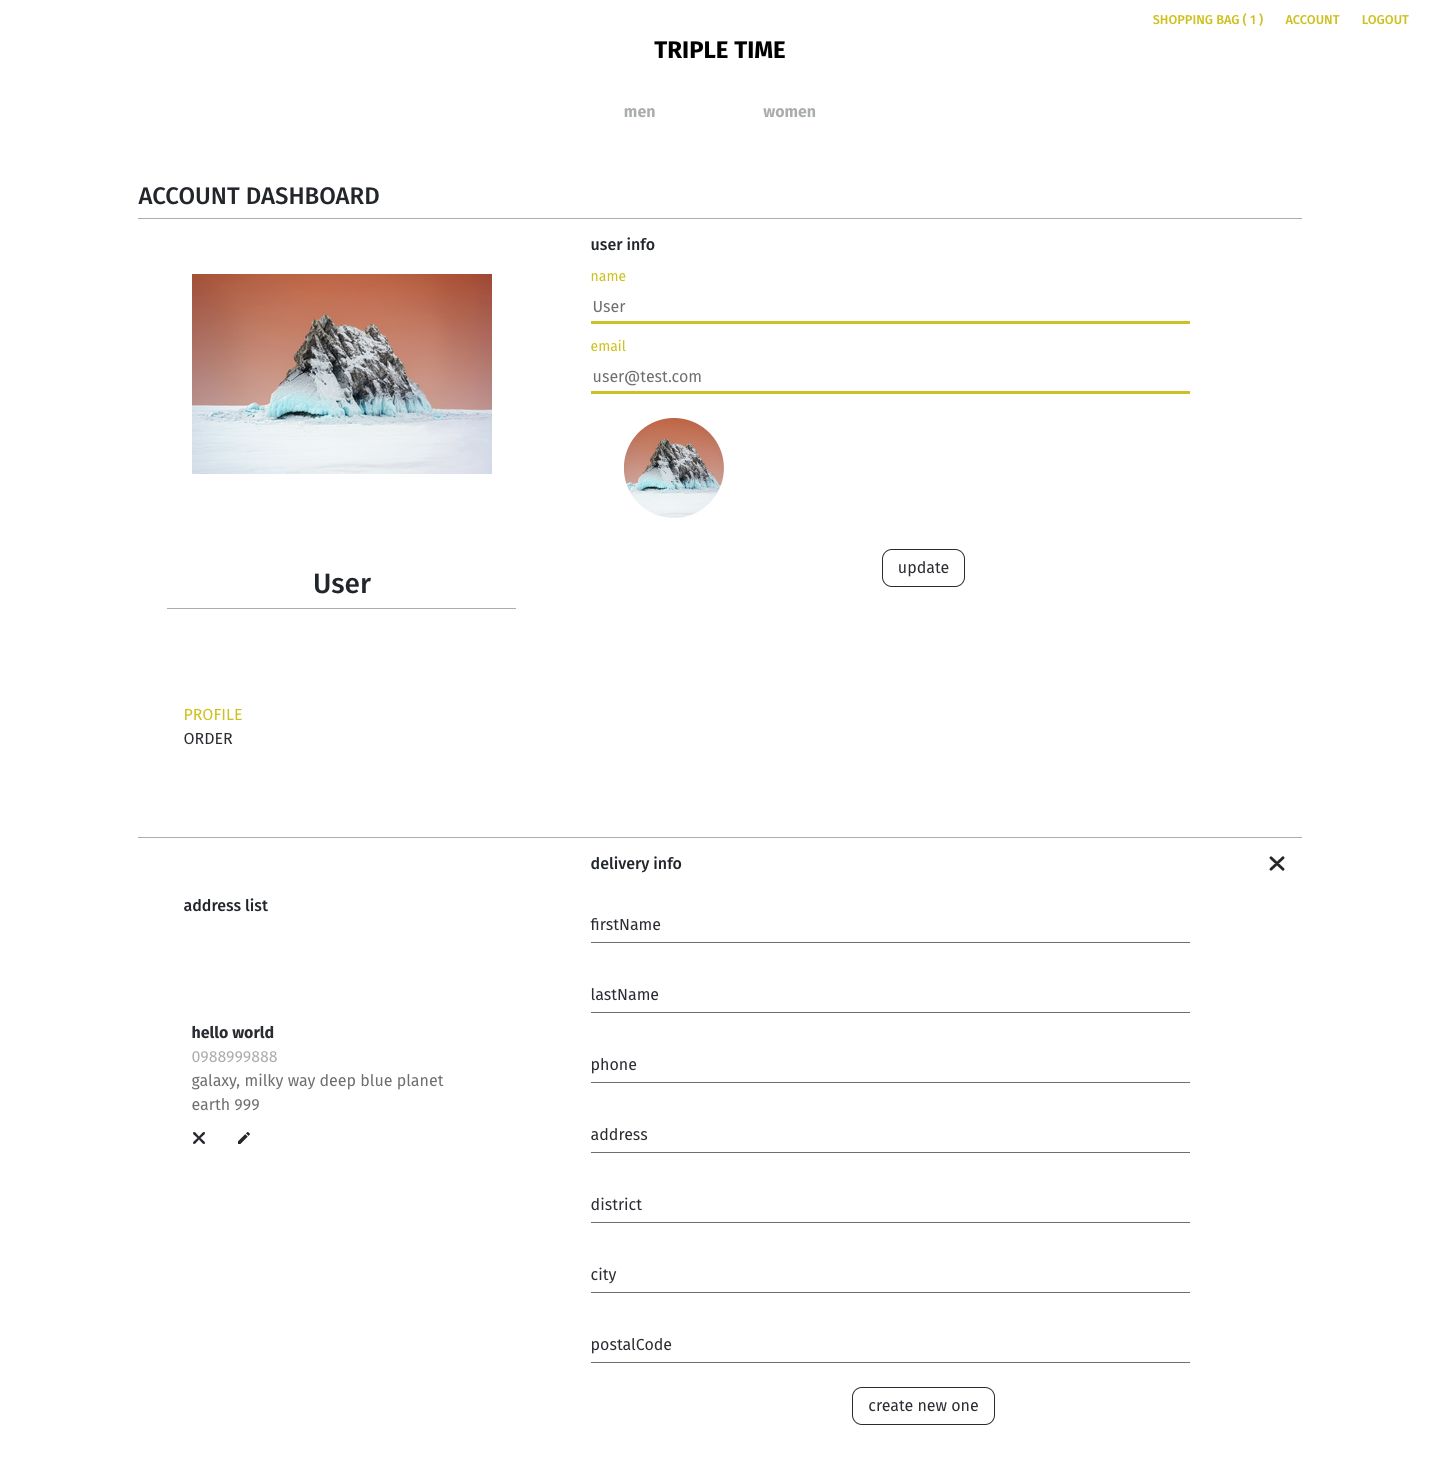 SHOPPING BAG ( 1 ) ACCOUNT LOGOUT
TRIPLE TIME
men women
ACCOUNT DASHBOARD
user info
name
User
email
user@test.com
update
User
PROFILE
ORDER
delivery info
address list
firstName
lastName
hello world
0988999888
galaxy, milky way deep blue planet
earth 999
phone
address
district
city
postalCode
create new one